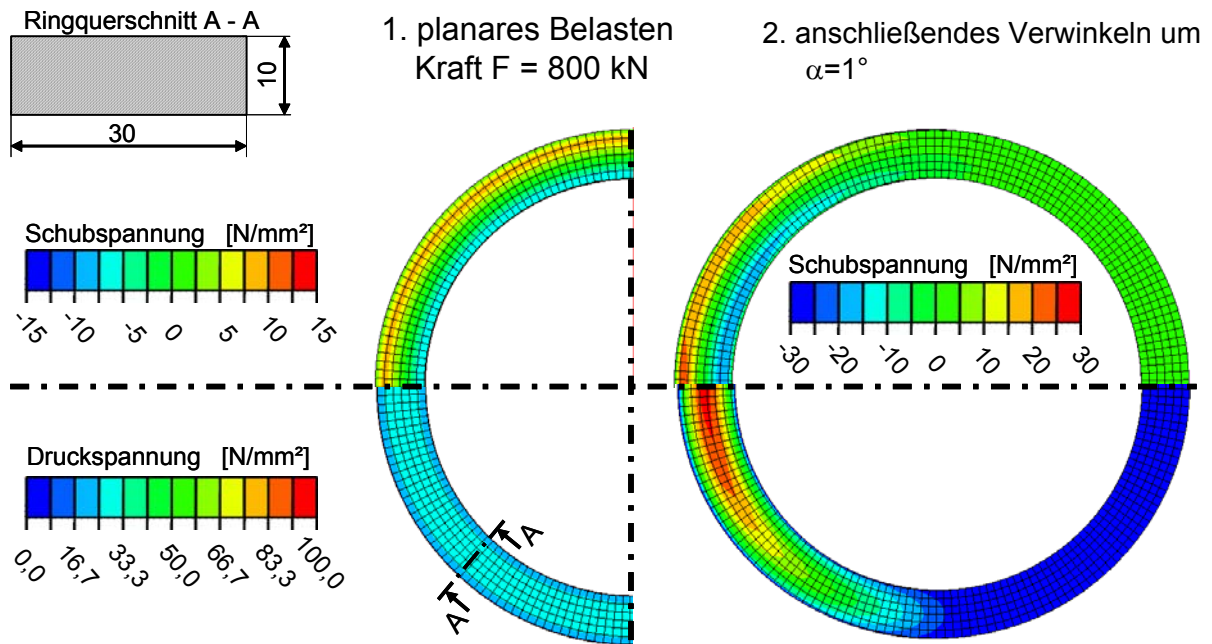 Ringquerschnitt A - A
10
30
1. planares Belasten
Kraft F = 800 kN
2. anschließendes Verwinkeln um
α=1°
Schubspannung [N/mm²]
-15 -10 -5 0 5 10 15
Schubspannung [N/mm²]
-30 -20 -10 0 10 20 30
Druckspannung [N/mm²]
0,0 16,7 33,3 50,0 66,7 83,3 100,0
A
A